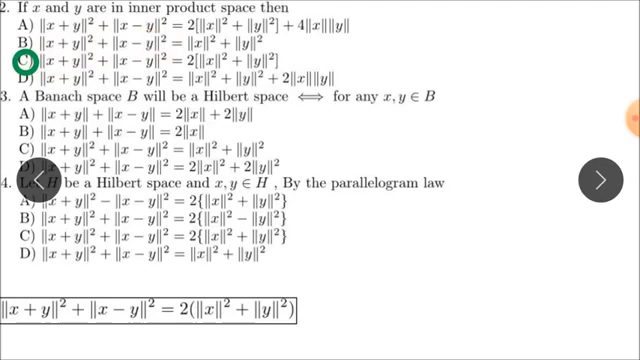 2. If x and y are in inner product space then
A) ‖x + y‖² + ‖x − y‖² = 2[‖x‖² + ‖y‖²] + 4‖x‖‖y‖
B) ‖x + y‖² + ‖x − y‖² = ‖x‖² + ‖y‖²
C) ‖x + y‖² + ‖x − y‖² = 2[‖x‖² + ‖y‖²]
D) ‖x + y‖² + ‖x − y‖² = ‖x‖² + ‖y‖² + 2‖x‖‖y‖
3. A Banach space B will be a Hilbert space ⟺ for any x, y ∈ B
A) ‖x + y‖ + ‖x − y‖ = 2‖x‖ + 2‖y‖
B) ‖x + y‖ + ‖x − y‖ = 2‖x‖
C) ‖x + y‖² + ‖x − y‖² = ‖x‖² + ‖y‖²
D) ‖x + y‖² + ‖x − y‖² = 2‖x‖² + 2‖y‖²
4. Let H be a Hilbert space and x, y ∈ H , By the parallelogram law
A) ‖x + y‖² − ‖x − y‖² = 2{‖x‖² + ‖y‖²}
B) ‖x + y‖² + ‖x − y‖² = 2{‖x‖² − ‖y‖²}
C) ‖x + y‖² + ‖x − y‖² = 2{‖x‖² + ‖y‖²}
D) ‖x + y‖² + ‖x − y‖² = ‖x‖² + ‖y‖²
‖x + y‖² + ‖x − y‖² = 2(‖x‖² + ‖y‖²)